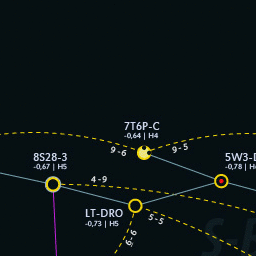 7T6P-C
-0,64 | H4
9-6
9-5
8S28-3
-0,67 | H5
5W3-D
-0,78 | H
4-9
LT-DRO
-0,73 | H5
5-5
6-6